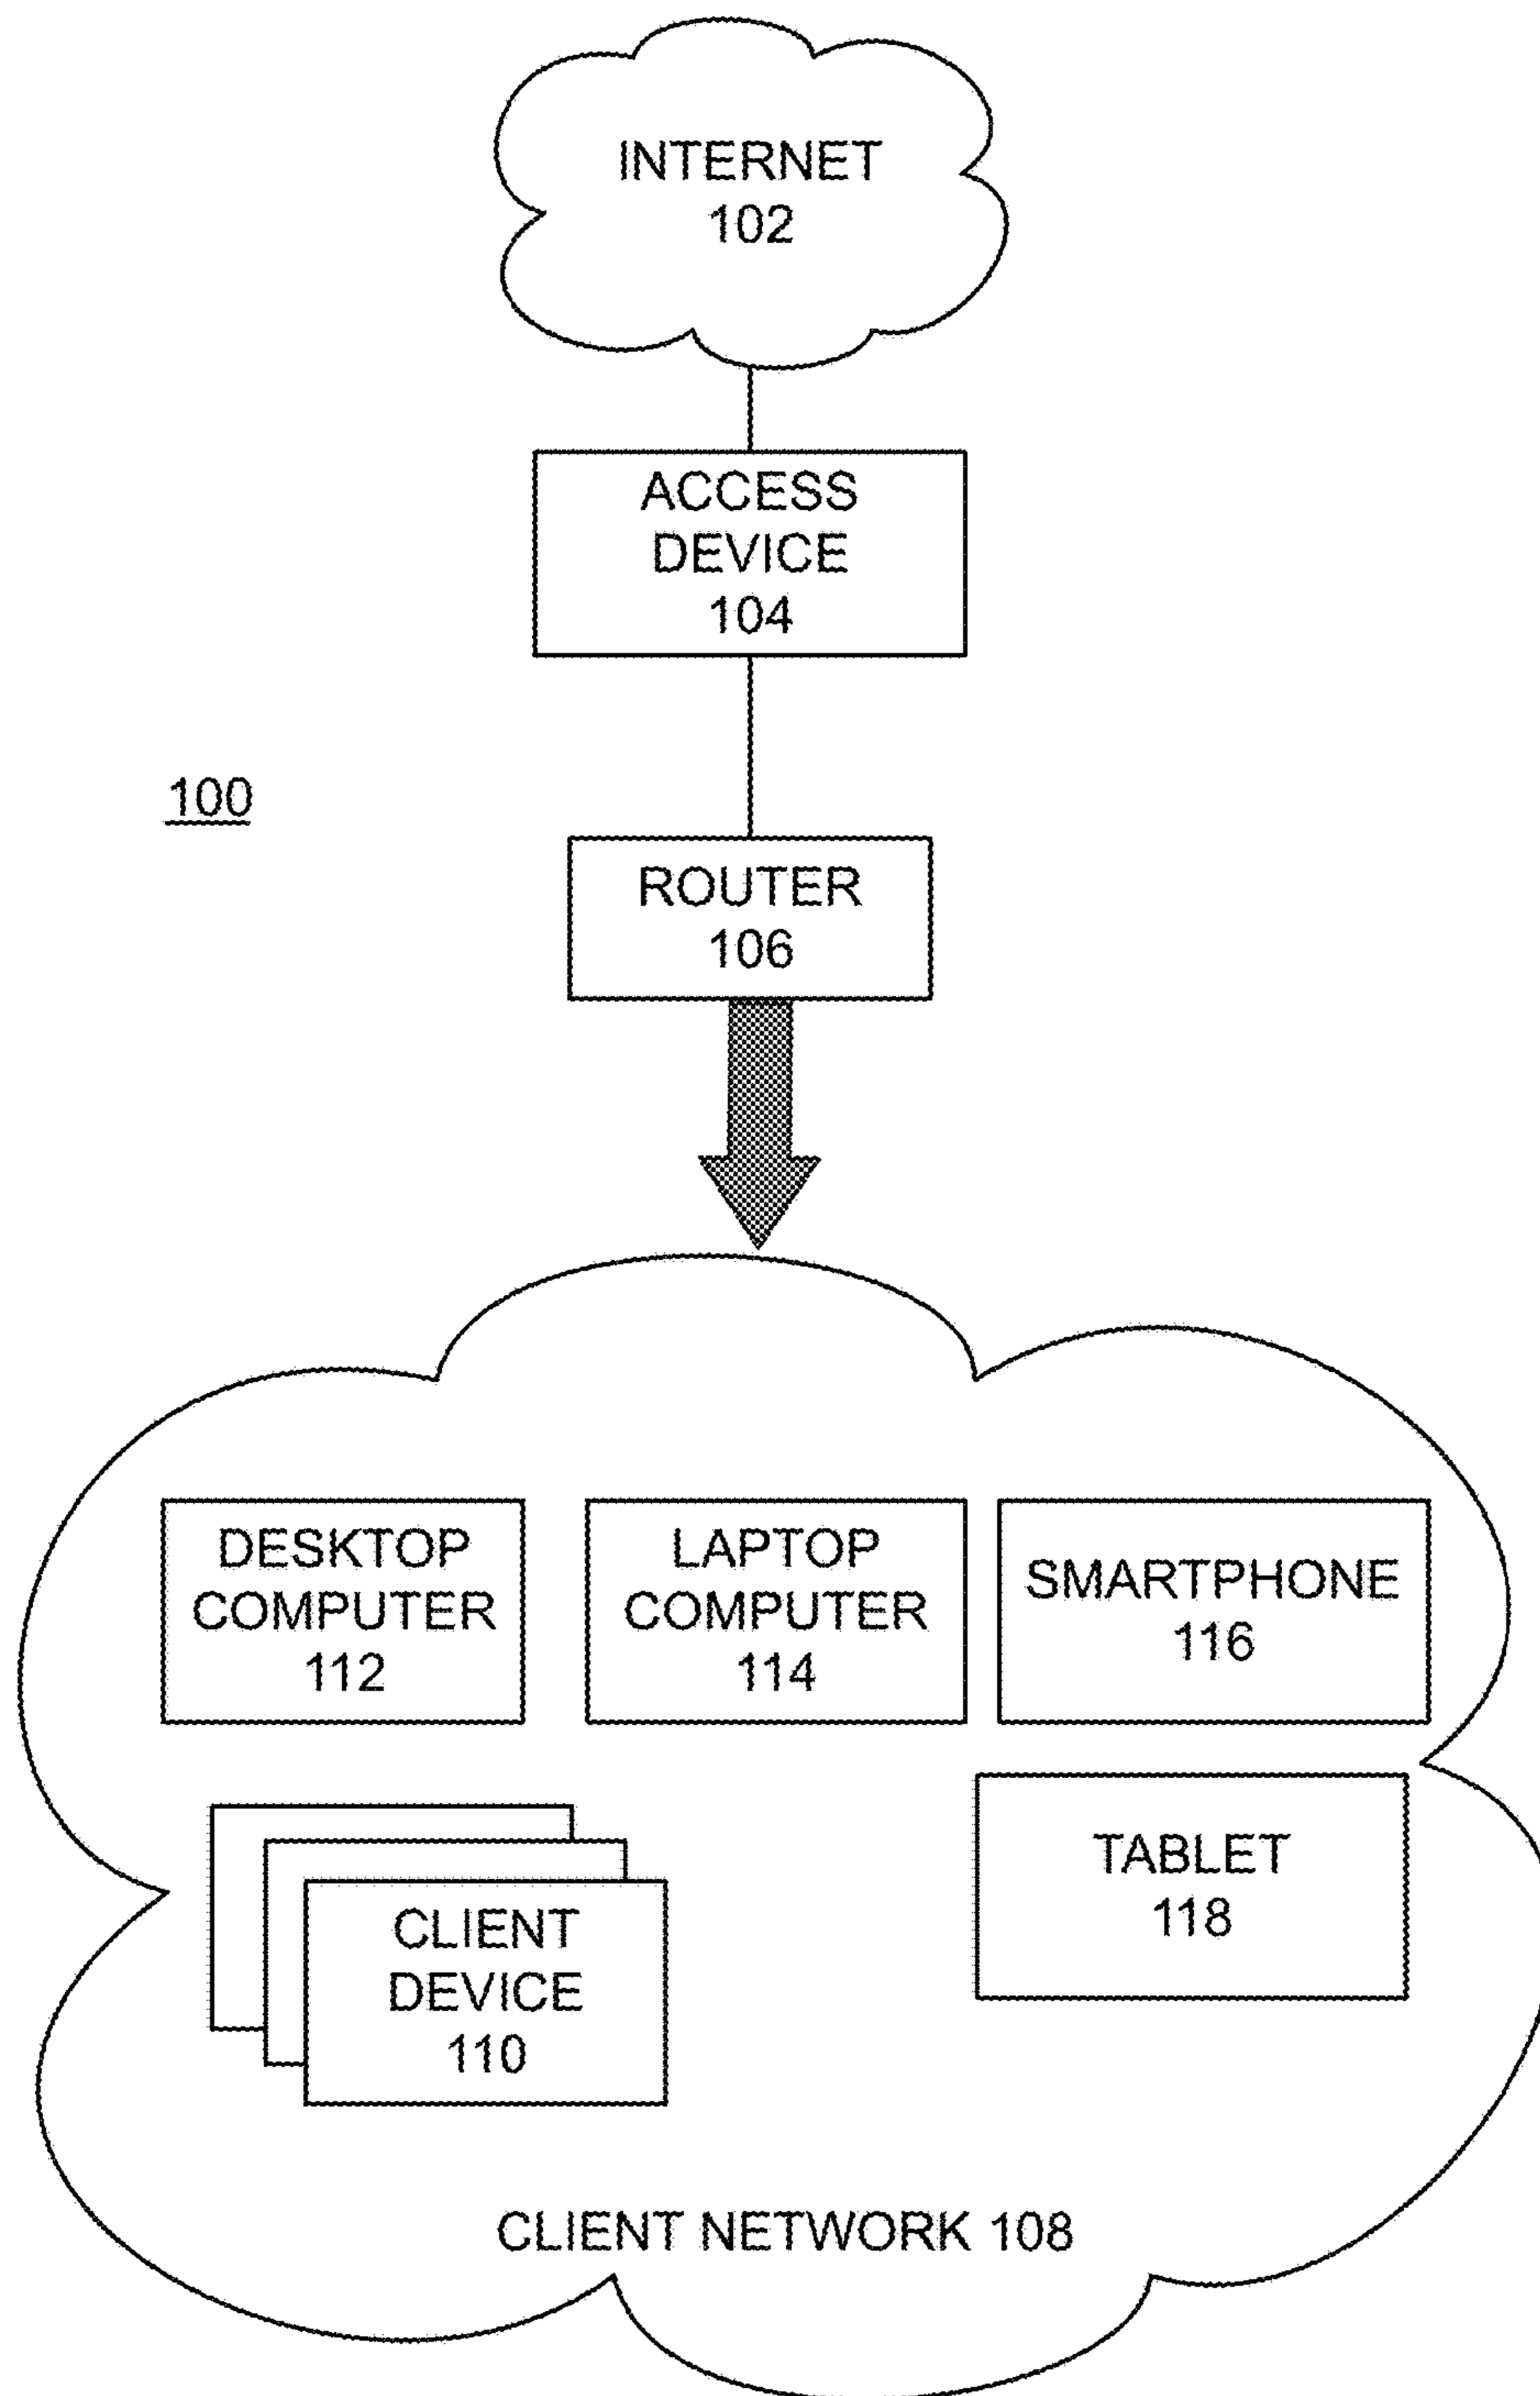 INTERNET
102
ACCESS
DEVICE
104
100
ROUTER
106
DESKTOP
COMPUTER
112
LAPTOP
COMPUTER
114
SMARTPHONE
116
CLIENT
DEVICE
110
TABLET
118
CLIENT NETWORK 108